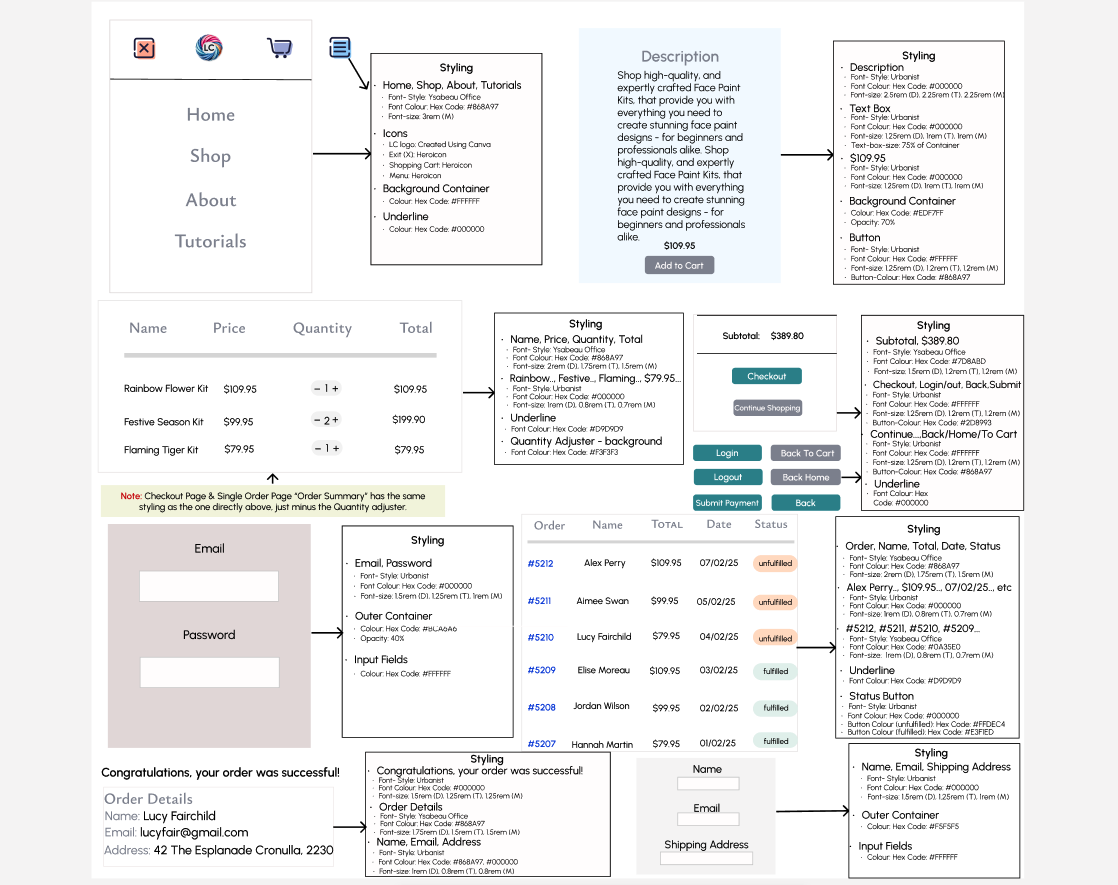 LC
Home
Shop
About
Tutorials
Styling
· Home, Shop, About, Tutorials
· Font- Style: Ysabeau Office
· Font Colour: Hex Code: #868A97
· Font-size: 3rem (M)
· Icons
· LC logo: Created Using Canva
· Exit (X): Heroicon
· Shopping Cart: Heroicon
· Menu: Heroicon
· Background Container
· Colour: Hex Code: #FFFFFF
· Underline
· Colour: Hex Code: #000000
Description
Shop high-quality, and
expertly crafted Face Paint
Kits, that provide you with
everything you need to
create stunning face paint
designs - for beginners and
professionals alike. Shop
high-quality, and expertly
crafted Face Paint Kits, that
provide you with everything
you need to create stunning
face paint designs - for
beginners and professionals
alike.
$109.95
Add to Cart
Styling
· Description
· Font- Style: Urbanist
· Font Colour: Hex Code: #000000
· Font-size: 2.5rem (D), 2.25rem (T), 2.25rem (M)
· Text Box
· Font- Style: Urbanist
· Font Colour: Hex Code: #000000
· Font-size: 1.25rem (D), 1rem (T), 1rem (M)
· Text-box-size: 75% of Container
· $109.95
· Font- Style: Urbanist
· Font Colour: Hex Code: #000000
· Font-size: 1.25rem (D), 1rem (T), 1rem (M)
· Background Container
· Colour: Hex Code: #EDF7FF
· Opacity: 70%
· Button
· Font- Style: Urbanist
· Font Colour: Hex Code: #FFFFFF
· Font-size: 1.25rem (D), 1.2rem (T), 1.2rem (M)
· Button-Colour: Hex Code: #868A97
Name Price Quantity Total
Rainbow Flower Kit $109.95 - 1 + $109.95
Festive Season Kit $99.95 - 2 + $199.90
Flaming Tiger Kit $79.95 - 1 + $79.95
Note: Checkout Page & Single Order Page "Order Summary" has the same
styling as the one directly above, just minus the Quantity adjuster.
Styling
· Name, Price, Quantity, Total
· Font- Style: Ysabeau Office
· Font Colour: Hex Code: #868A97
· Font-size: 2rem (D), 1.75rem (T), 1.5rem (M)
· Rainbow.., Festive.., Flaming.., $79.95...
· Font- Style: Urbanist
· Font Colour: Hex Code: #000000
· Font-size: 1rem (D), 0.8rem (T), 0.7rem (M)
· Underline
· Font Colour: Hex Code: #D9D9D9
· Quantity Adjuster - background
· Font Colour: Hex Code: #F3F3F3
Subtotal: $389.80
Checkout
Continue Shopping
Login Back To Cart
Logout Back Home
Submit Payment Back
Styling
· Subtotal, $389.80
· Font- Style: Ysabeau Office
· Font Colour: Hex Code: #7D8ABD
· Font-size: 1.5rem (D), 1.2rem (T), 1.2rem (M)
· Checkout, Login/out, Back,Submit
· Font- Style: Urbanist
· Font Colour: Hex Code: #FFFFFF
· Font-size: 1.25rem (D), 1.2rem (T), 1.2rem (M)
· Button-Colour: Hex Code: #2D8993
· Continue...,Back/Home/To Cart
· Font- Style: Urbanist
· Font Colour: Hex Code: #FFFFFF
· Font-size: 1.25rem (D), 1.2rem (T), 1.2rem (M)
· Button-Colour: Hex Code: #868A97
· Underline
· Font Colour: Hex
Code: #000000
Email
Password
Styling
· Email, Password
· Font- Style: Urbanist
· Font Colour: Hex Code: #000000
· Font-size: 1.5rem (D), 1.25rem (T), 1rem (M)
· Outer Container
· Colour: Hex Code: #BCA6A6
· Opacity: 40%
· Input Fields
· Colour: Hex Code: #FFFFFF
Order Name Total Date Status
#5212 Alex Perry $109.95 07/02/25 unfulfilled
#5211 Aimee Swan $99.95 05/02/25 unfulfilled
#5210 Lucy Fairchild $79.95 04/02/25 unfulfilled
#5209 Elise Moreau $109.95 03/02/25 fulfilled
#5208 Jordan Wilson $99.95 02/02/25 fulfilled
#5207 Hannah Martin $79.95 01/02/25 fulfilled
Styling
· Order, Name, Total, Date, Status
· Font- Style: Ysabeau Office
· Font Colour: Hex Code: #868A97
· Font-size: 2rem (D), 1.75rem (T), 1.5rem (M)
· Alex Perry.., $109.95.., 07/02/25.., etc
· Font- Style: Urbanist
· Font Colour: Hex Code: #000000
· Font-size: 1rem (D), 0.8rem (T), 0.7rem (M)
· #5212, #5211, #5210, #5209...
· Font- Style: Ysabeau Office
· Font Colour: Hex Code: #0A35E0
· Font-size: 1rem (D), 0.8rem (T), 0.7rem (M)
· Underline
· Font Colour: Hex Code: #D9D9D9
· Status Button
· Font- Style: Urbanist
· Font Colour: Hex Code: #000000
· Button Colour (unfulfilled): Hex Code: #FFDEC4
· Button Colour (fulfilled): Hex Code: #E3F1ED
Congratulations, your order was successful!
Order Details
Name: Lucy Fairchild
Email: lucyfair@gmail.com
Address: 42 The Esplanade Cronulla, 2230
Styling
· Congratulations, your order was successful!
· Font- Style: Urbanist
· Font Colour: Hex Code: #000000
· Font-size: 1.5rem (D), 1.25rem (T), 1.25rem (M)
· Order Details
· Font- Style: Ysabeau Office
· Font Colour: Hex Code: #868A97
· Font-size: 1.75rem (D), 1.5rem (T), 1.5rem (M)
· Name, Email, Address
· Font- Style: Urbanist
· Font Colour: Hex Code: #868A97, #000000
· Font-size: 1rem (D), 0.8rem (T), 0.8rem (M)
Name
Email
Shipping Address
Styling
· Name, Email, Shipping Address
· Font- Style: Urbanist
· Font Colour: Hex Code: #000000
· Font-size: 1.5rem (D), 1.25rem (T), 1rem (M)
· Outer Container
· Colour: Hex Code: #F5F5F5
· Input Fields
· Colour: Hex Code: #FFFFFF